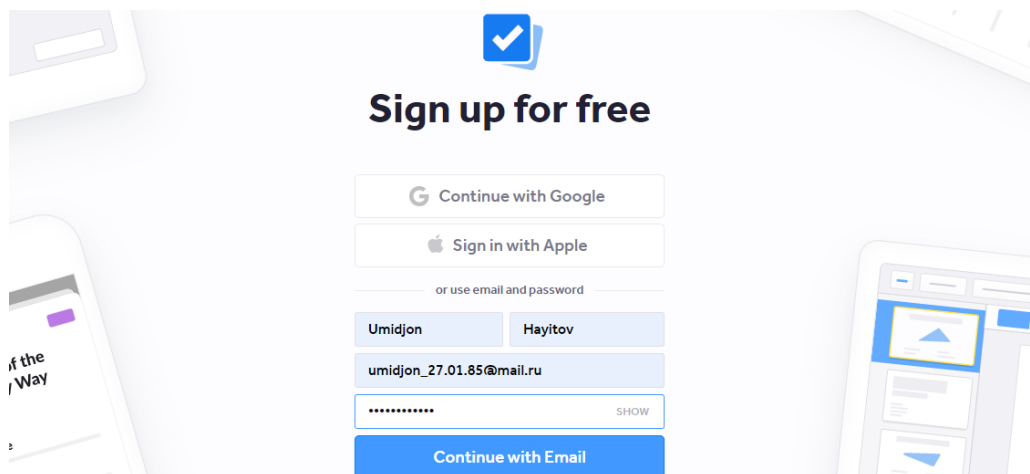 Sign up for free
Continue with Google
Sign in with Apple
or use email and password
Umidjon Hayitov
of the
Way
umidjon_27.01.85@mail.ru
•••••••••••• SHOW
Continue with Email